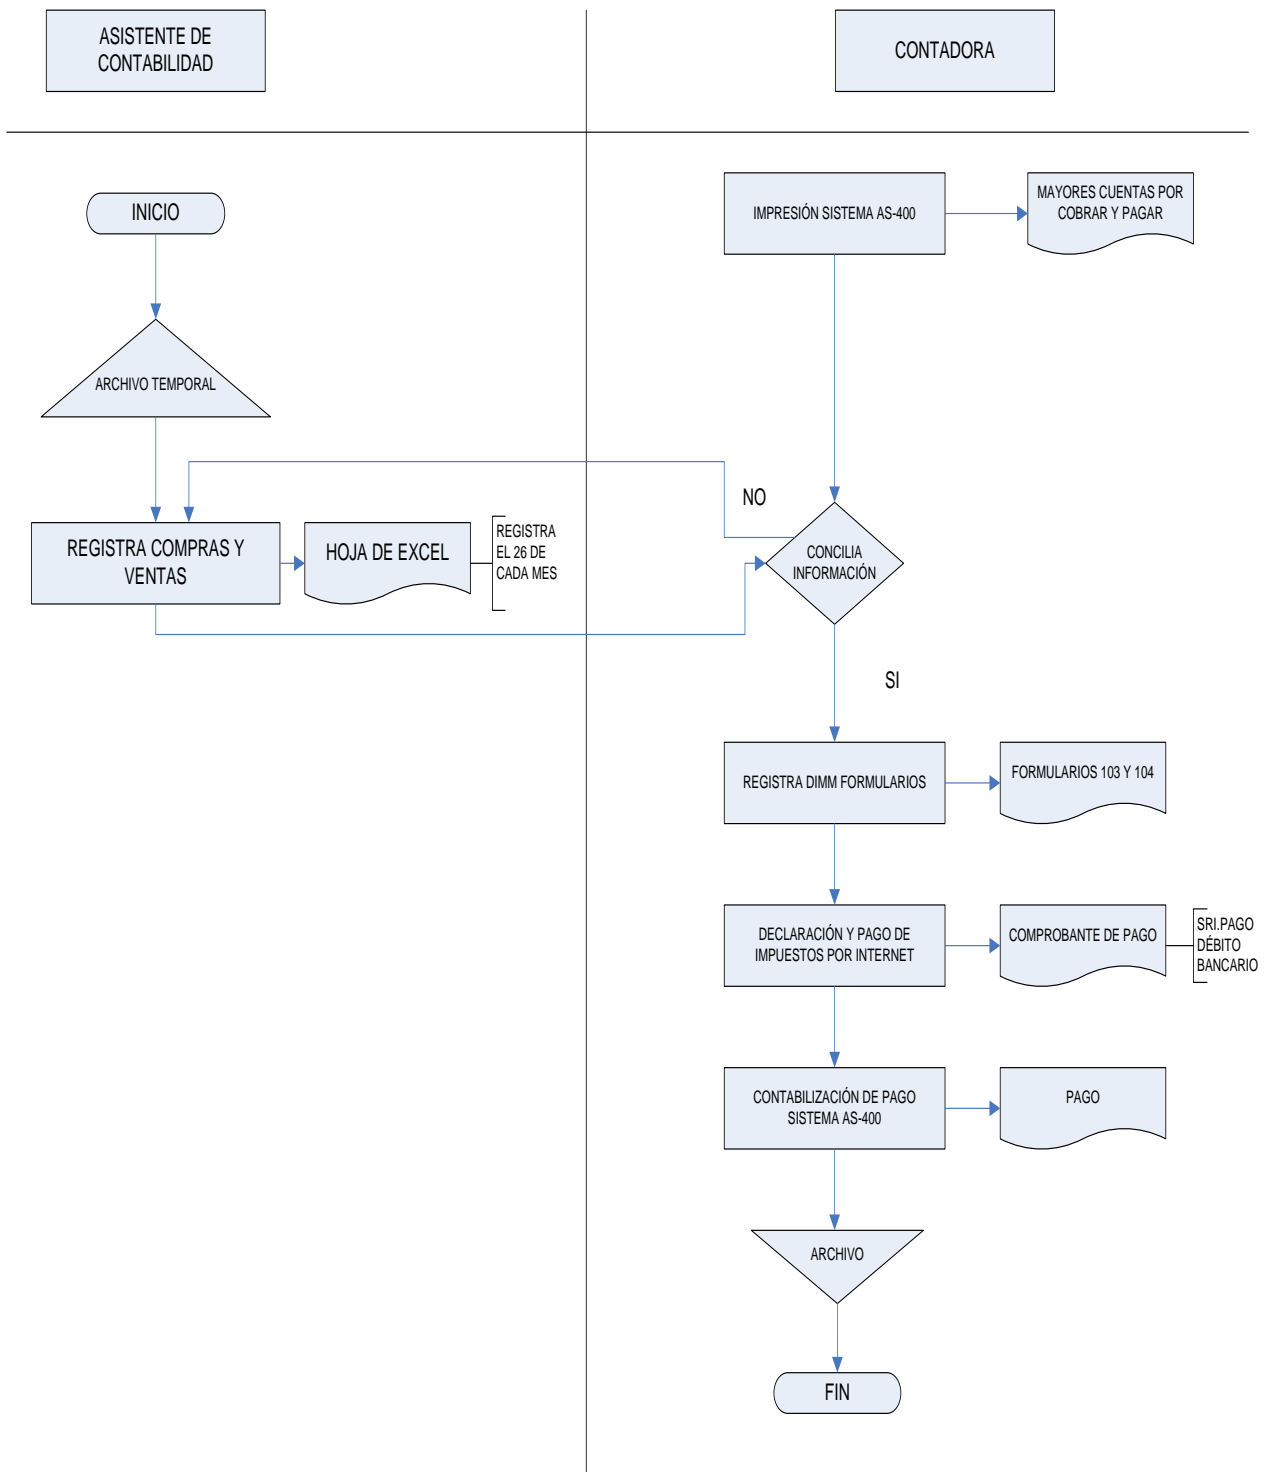 ASISTENTE DE
CONTABILIDAD
CONTADORA
INICIO
IMPRESIÓN SISTEMA AS-400
MAYORES CUENTAS POR
COBRAR Y PAGAR
ARCHIVO TEMPORAL
NO
REGISTRA COMPRAS Y
VENTAS
HOJA DE EXCEL
REGISTRA
EL 26 DE
CADA MES
CONCILIA
INFORMACIÓN
SI
REGISTRA DIMM FORMULARIOS
FORMULARIOS 103 Y 104
DECLARACIÓN Y PAGO DE
IMPUESTOS POR INTERNET
COMPROBANTE DE PAGO
SRI.PAGO
DÉBITO
BANCARIO
CONTABILIZACIÓN DE PAGO
SISTEMA AS-400
PAGO
ARCHIVO
FIN